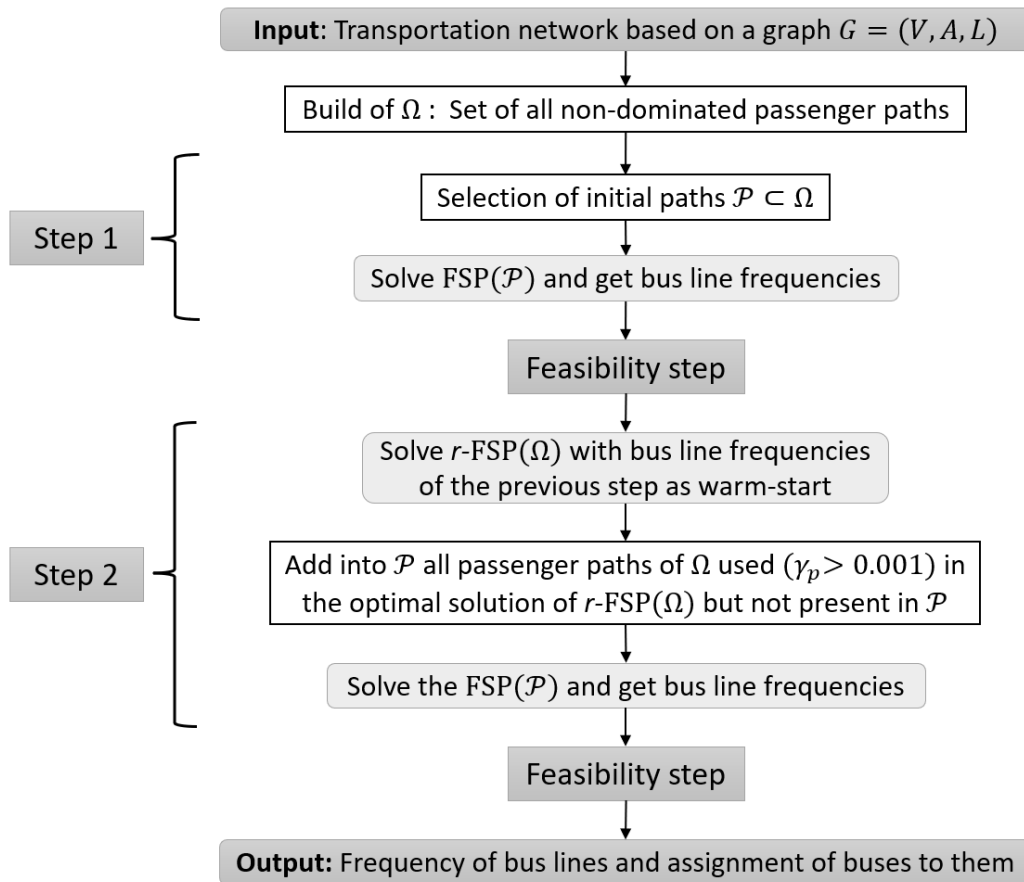 Input: Transportation network based on a graph G = (V, A, L)
Build of Ω : Set of all non-dominated passenger paths
Step 1
Selection of initial paths 𝒫 ⊂ Ω
Solve FSP(𝒫) and get bus line frequencies
Feasibility step
Step 2
Solve r-FSP(Ω) with bus line frequencies
of the previous step as warm-start
Add into 𝒫 all passenger paths of Ω used (γₚ> 0.001) in
the optimal solution of r-FSP(Ω) but not present in 𝒫
Solve the FSP(𝒫) and get bus line frequencies
Feasibility step
Output: Frequency of bus lines and assignment of buses to them